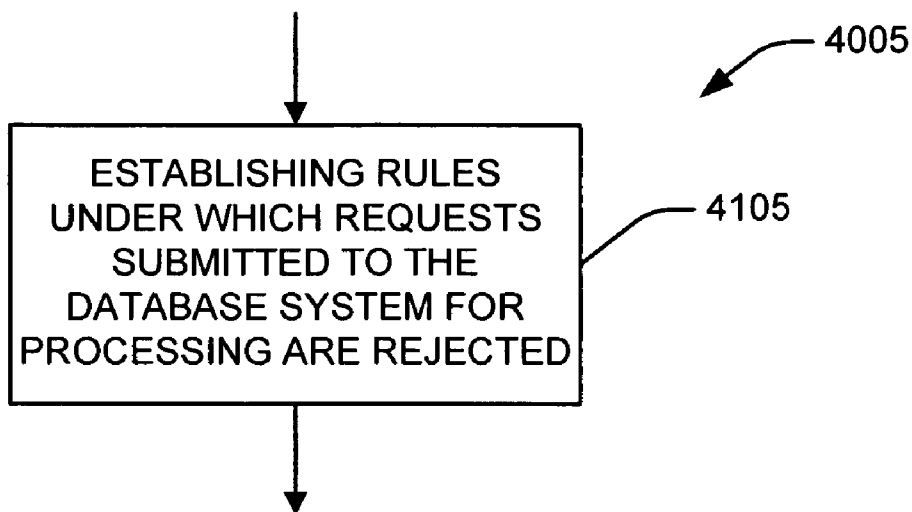 4005
ESTABLISHING RULES
UNDER WHICH REQUESTS
SUBMITTED TO THE
DATABASE SYSTEM FOR
PROCESSING ARE REJECTED
4105